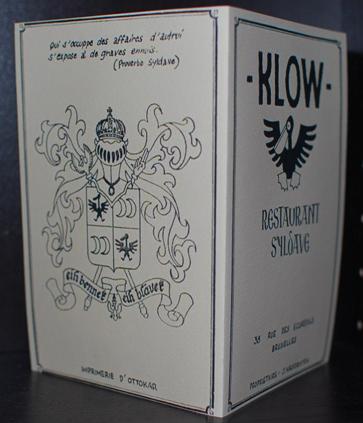 Qui s'occupe des affaires d'autrui
s'expose à de graves ennuis.
(Proverbe Syldave)
eih bennek
eih blavek
IMPRIMERIE D'OTTOKAR
-KLOW-
RESTAURANT
SYLDAVE
RUE DES
BRUXELLES
PROPRIETAIRE :